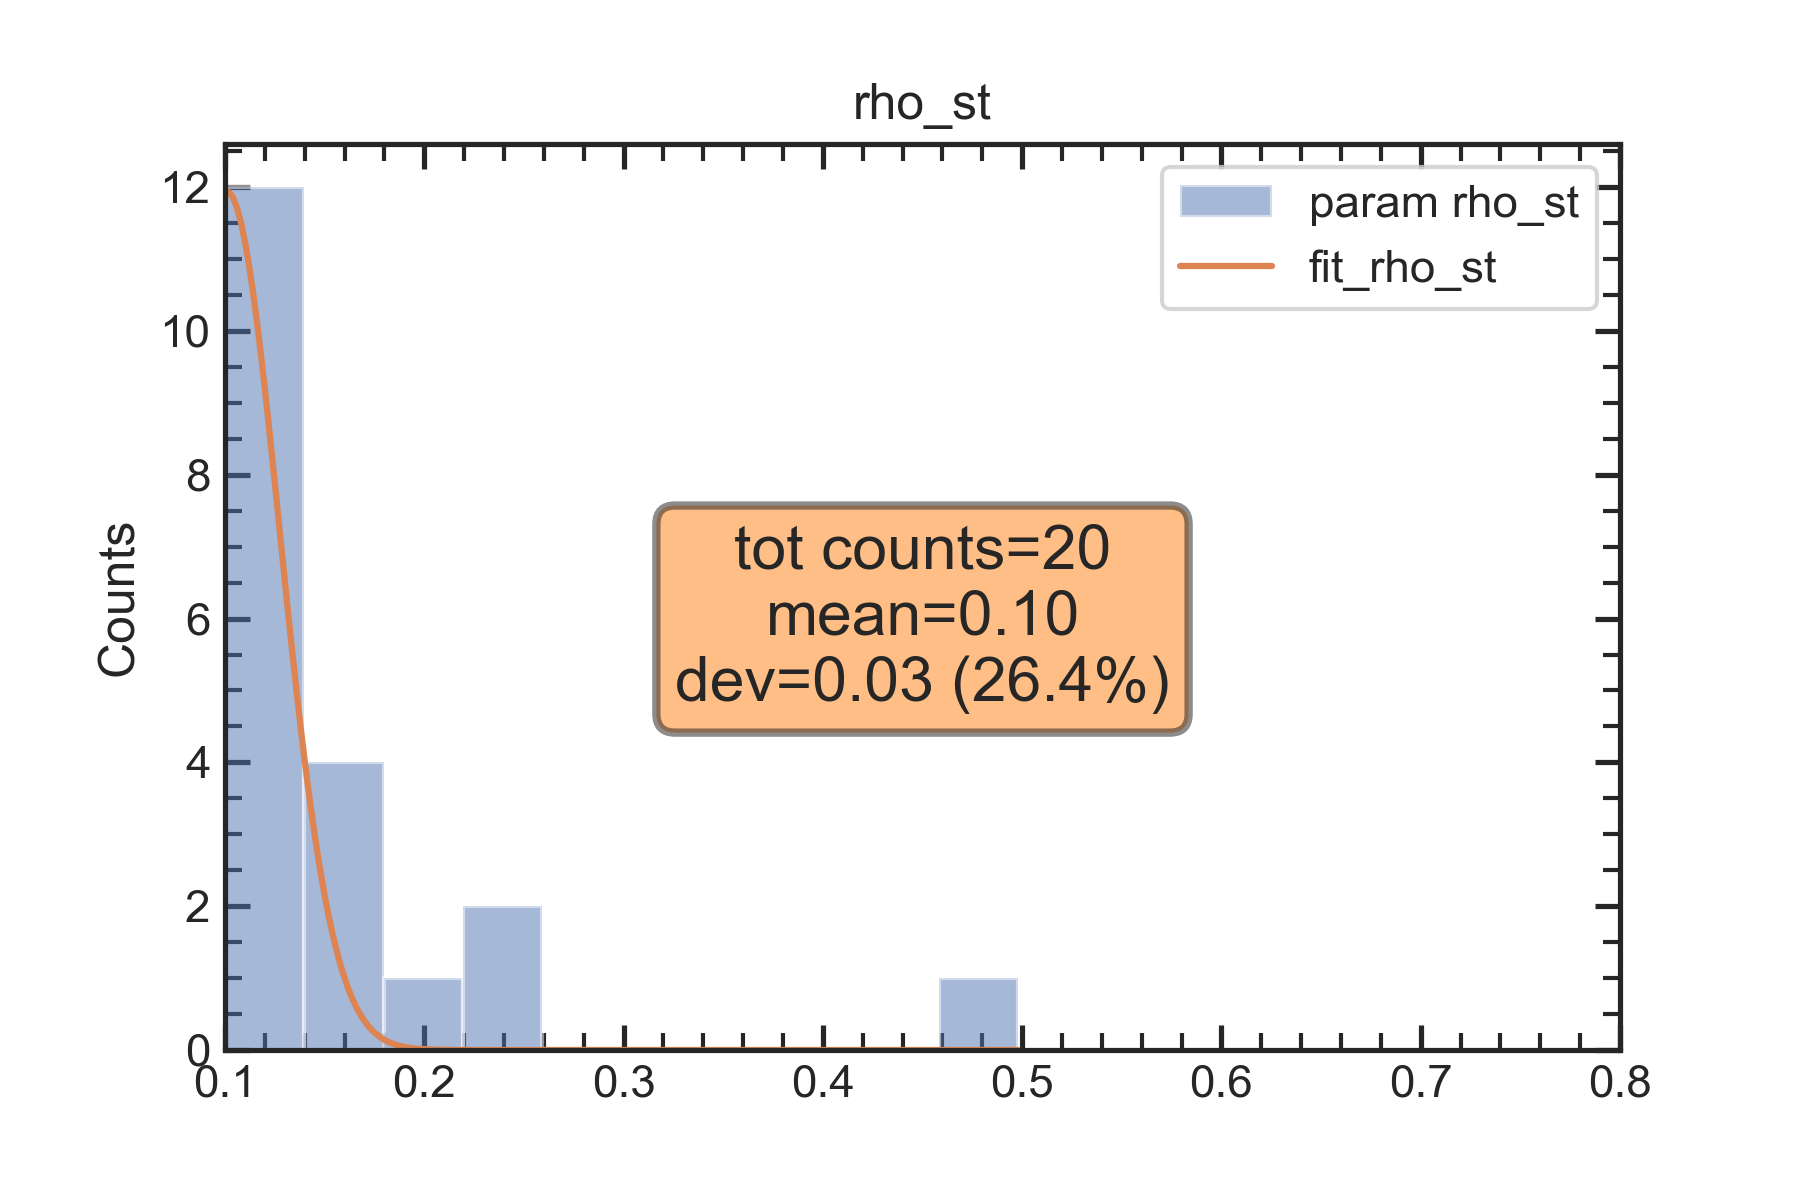 rho_st
param rho_st
fit_rho_st
Counts
12
10
8
6
4
2
0
tot counts=20
mean=0.10
dev=0.03 (26.4%)
0.1 0.2 0.3 0.4 0.5 0.6 0.7 0.8